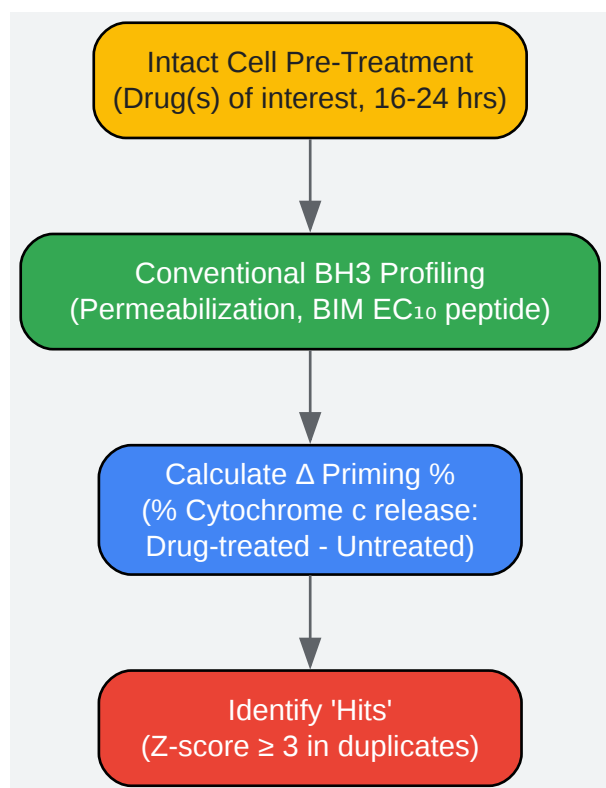 Intact Cell Pre-Treatment
(Drug(s) of interest, 16-24 hrs)
Conventional BH3 Profiling
(Permeabilization, BIM EC₁₀ peptide)
Calculate Δ Priming %
(% Cytochrome c release:
Drug-treated - Untreated)
Identify 'Hits'
(Z-score ≥ 3 in duplicates)